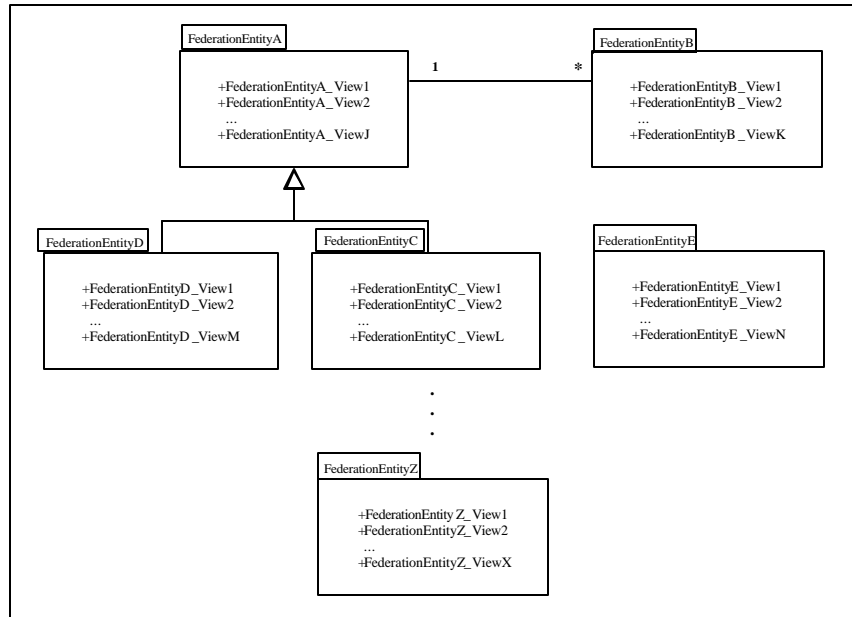 FederationEntityA
FederationEntityB
1
*
+FederationEntityA_View1
+FederationEntityA_View2
...
+FederationEntityA_ViewJ
+FederationEntityB_View1
+FederationEntityB_View2
...
+FederationEntityB_ViewK
FederationEntityD
FederationEntityC
FederationEntityE
+FederationEntityD_View1
+FederationEntityD_View2
...
+FederationEntityD_ViewM
+FederationEntityC_View1
+FederationEntityC_View2
...
+FederationEntityC_ViewL
+FederationEntityE_View1
+FederationEntityE_View2
...
+FederationEntityE_ViewN
.
.
.
FederationEntityZ
+FederationEntityZ_View1
+FederationEntityZ_View2
...
+FederationEntityZ_ViewX